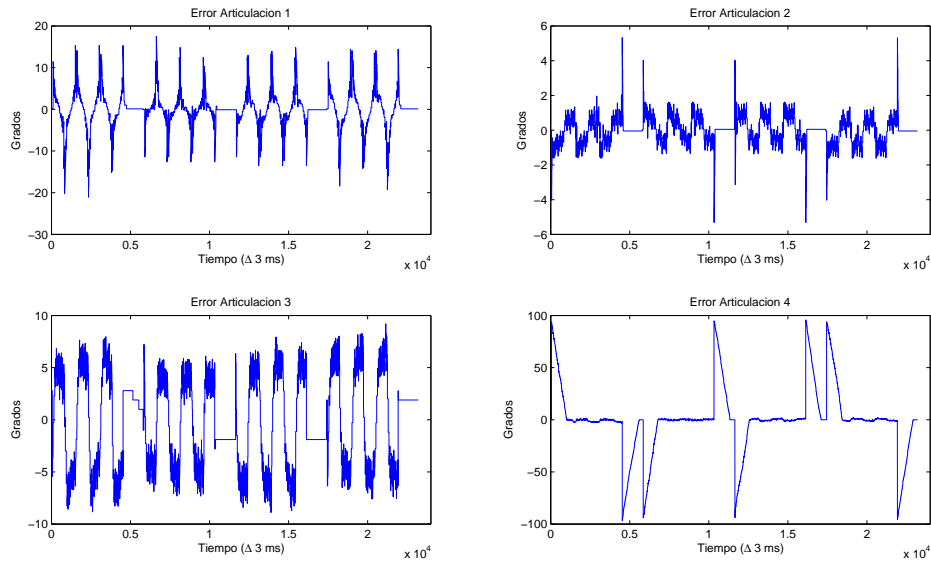 Error Articulacion 1
20
10
0
−10
−20
−30
Grados
0
0.5
1
1.5
2
x 10^4
Tiempo (Δ 3 ms)
Error Articulacion 2
6
4
2
0
−2
−4
−6
Grados
0
0.5
1
1.5
2
x 10^4
Tiempo (Δ 3 ms)
Error Articulacion 3
10
5
0
−5
−10
Grados
0
0.5
1
1.5
2
x 10^4
Tiempo (Δ 3 ms)
Error Articulacion 4
100
50
0
−50
−100
Grados
0
0.5
1
1.5
2
x 10^4
Tiempo (Δ 3 ms)